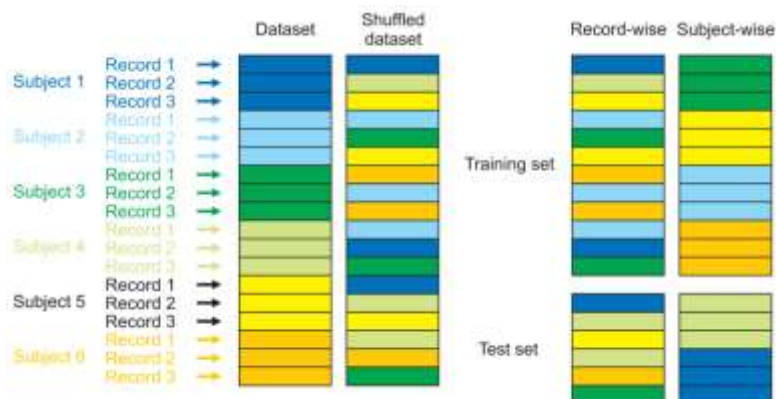 Dataset
Shuffled
dataset
Record-wise
Subject-wise
Subject 1
Record 1
Record 2
Record 3
Subject 2
Record 1
Record 2
Record 3
Subject 3
Record 1
Record 2
Record 3
Subject 4
Record 1
Record 2
Record 3
Subject 5
Record 1
Record 2
Record 3
Subject 6
Record 1
Record 2
Record 3
Training set
Test set